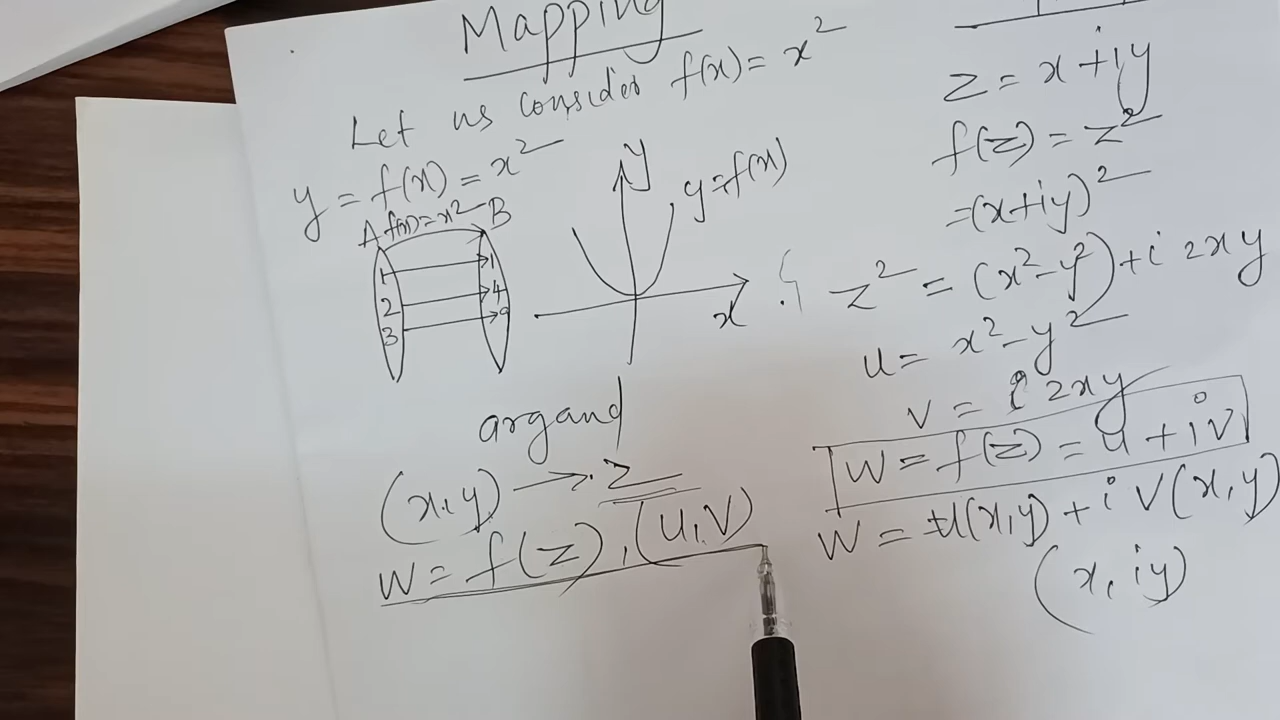 Mapping
Let us consider f(x) = x²
y = f(x) = x²
A f(x)=x² B
1 1
2 4
3 9
y
y=f(x)
x
argand
(x,y) → z
w = f(z), (u,v)
z = x+iy
f(z) = z²
=(x+iy)²
z² = (x²-y²)+i 2xy
u = x²-y²
v = 2xy
w = f(z) = u+iv
w = u(x,y) + i v(x,y)
(x, iy)